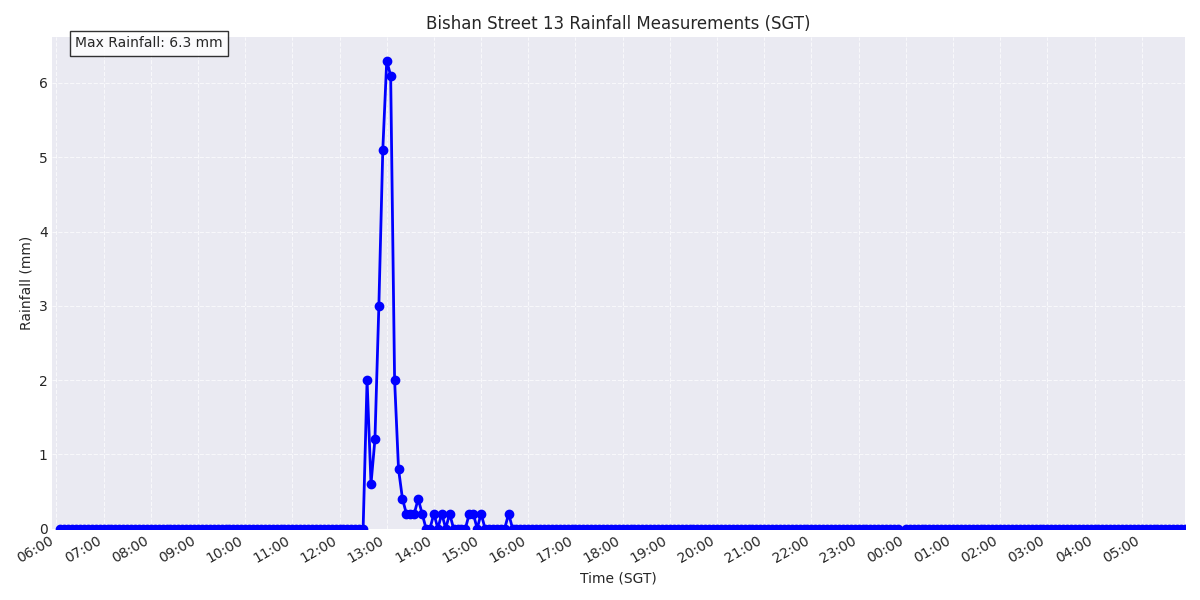 Bishan Street 13 Rainfall Measurements (SGT)
Max Rainfall: 6.3 mm
6
5
4
3
2
1
0
Rainfall (mm)
06:00 07:00 08:00 09:00 10:00 11:00 12:00 13:00 14:00 15:00 16:00 17:00 18:00 19:00 20:00 21:00 22:00 23:00 00:00 01:00 02:00 03:00 04:00 05:00
Time (SGT)